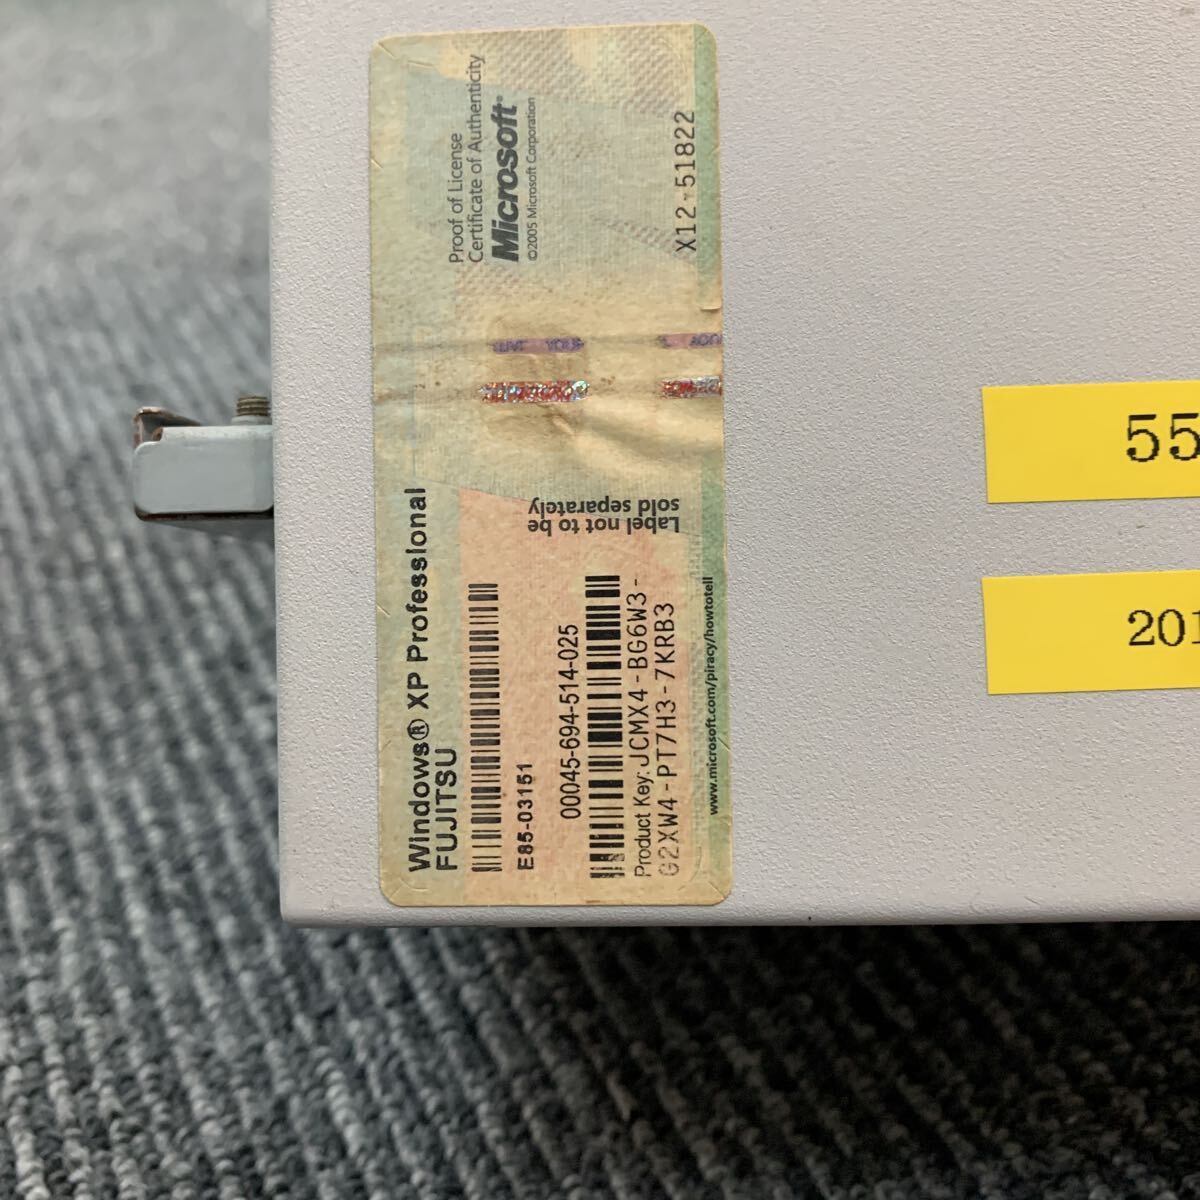 Proof of License
Certificate of Authenticity
Microsoft®
©2005 Microsoft Corporation
X12-51822
Label not to be
sold separately
Windows® XP Professional
FUJITSU
E85-03151
00045-694-514-025
Product Key: JCMX4-BG6W3-
G2XW4-PT7H3-7KRB3
www.microsoft.com/piracy/howtotell
55
201